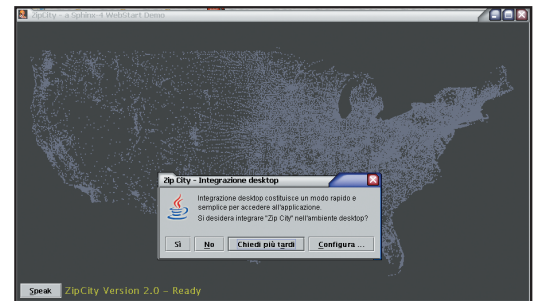 ZipCity - a Sphinx-4 WebStart Demo
Zip City - Integrazione desktop
Integrazione desktop costituisce un modo rapido e
semplice per accedere all'applicazione.
Si desidera integrare "Zip City" nell'ambiente desktop?
Sì No Chiedi più tardi Configura ...
Speak ZipCity Version 2.0 - Ready